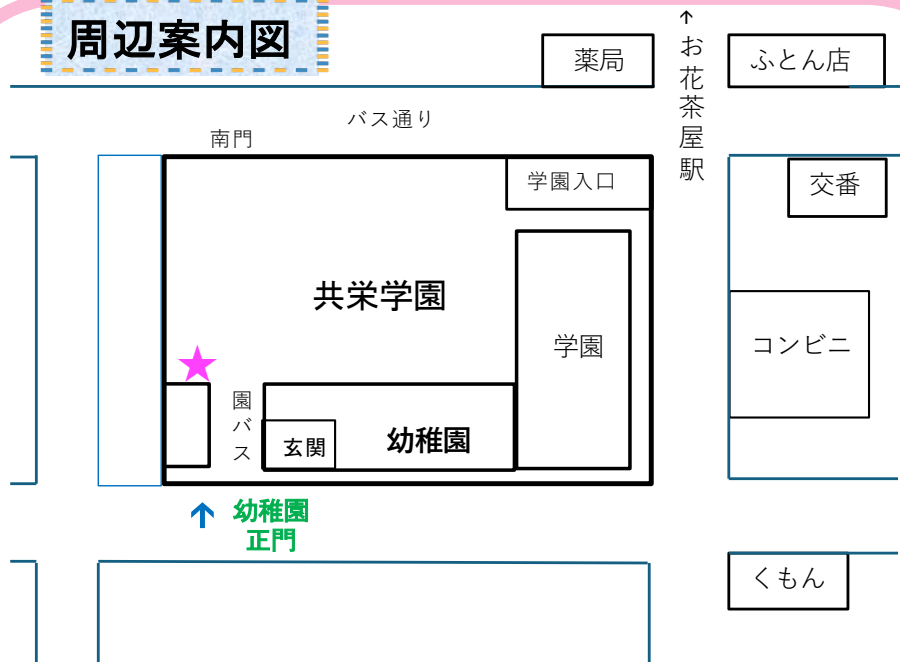 周辺案内図
薬局
↑お花茶屋駅
ふとん店
バス通り
南門
学園入口
交番
共栄学園
学園
コンビニ
園バス
玄関
幼稚園
↑ 幼稚園
正門
くもん